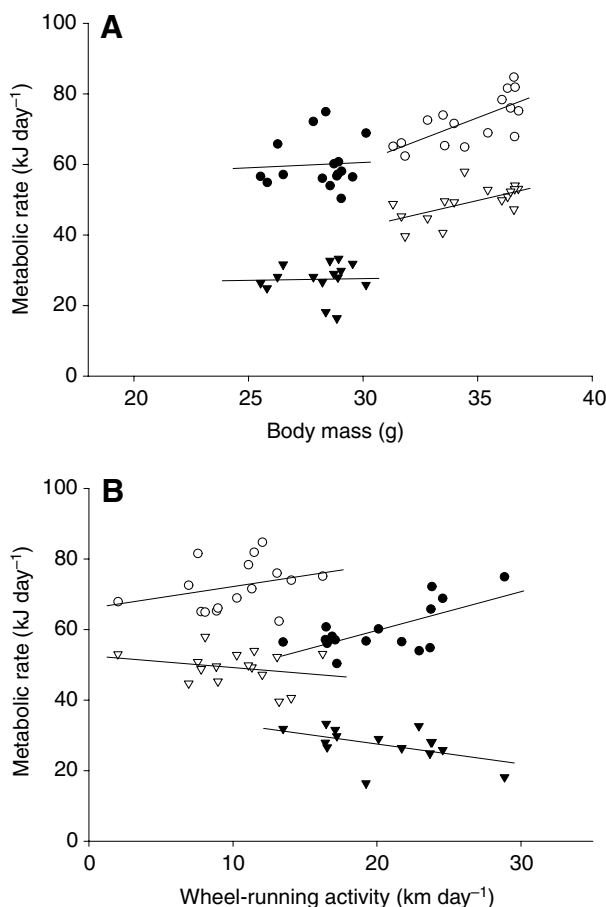 A
100
80
60
40
20
0
Metabolic rate (kJ day⁻¹)
20 25 30 35 40
Body mass (g)
B
100
80
60
40
20
0
Metabolic rate (kJ day⁻¹)
0 10 20 30
Wheel-running activity (km day⁻¹)